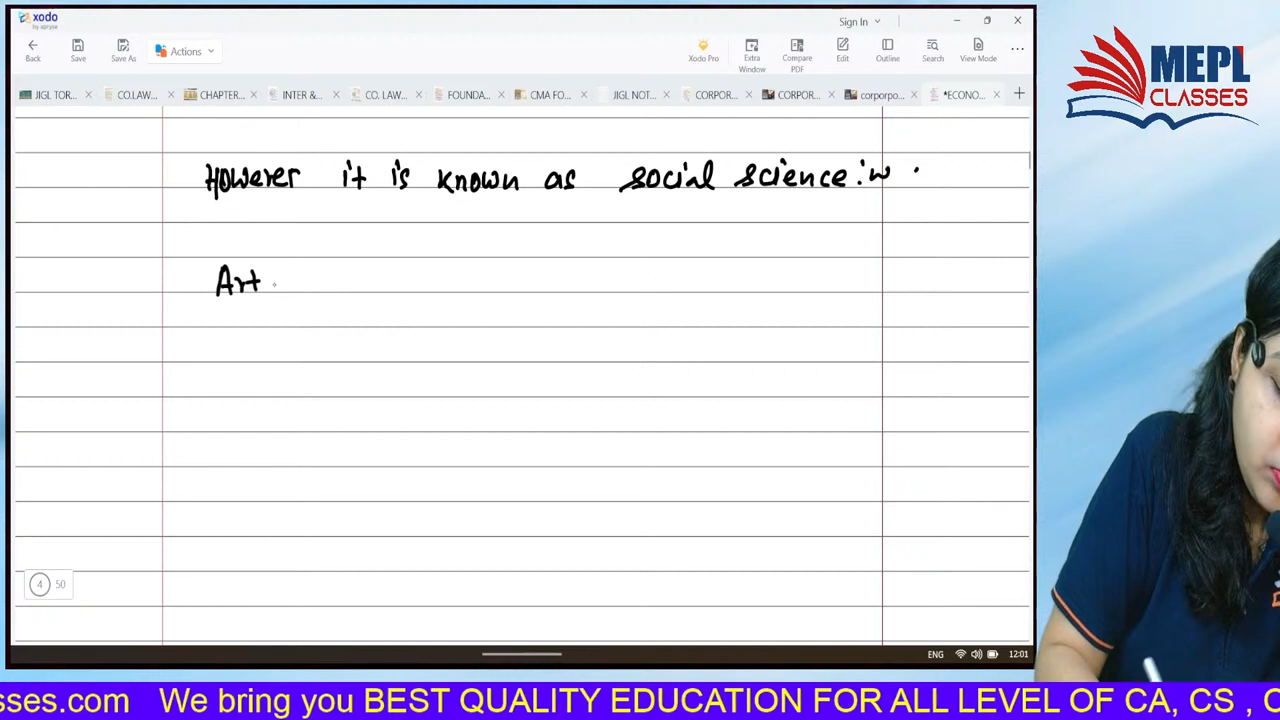 xodo
by apryse
Sign In
Back
Save
Save As
Actions
Xodo Pro
Extra Window
Compare PDF
Edit
Outline
Search
View Mode
JIGL TOR...
CO.LAW...
CHAPTER...
INTER &...
CO.LAW...
FOUNDA...
CMA FO...
JIGL NOT...
CORPOR...
CORPOR...
corporpo...
*ECONO...
MEPL
CLASSES
However it is known as social science
Art
4 50
ENG 12:01
sses.com We bring you BEST QUALITY EDUCATION FOR ALL LEVEL OF CA, CS , C